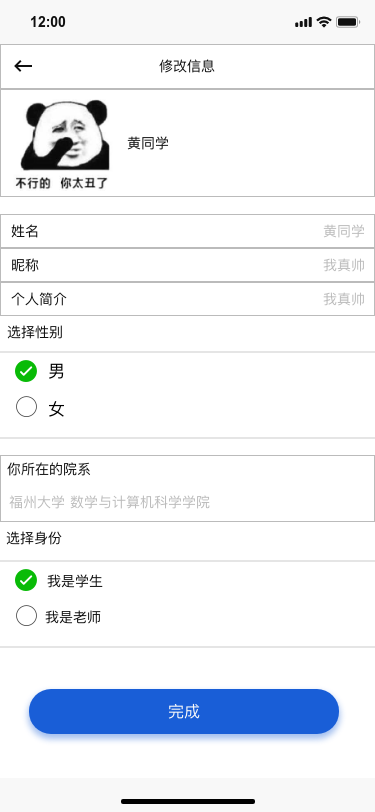 12:00
修改信息
不行的 你太丑了
黄同学
姓名 黄同学
昵称 我真帅
个人简介 我真帅
选择性别
男
女
你所在的院系
福州大学 数学与计算机科学学院
选择身份
我是学生
我是老师
完成